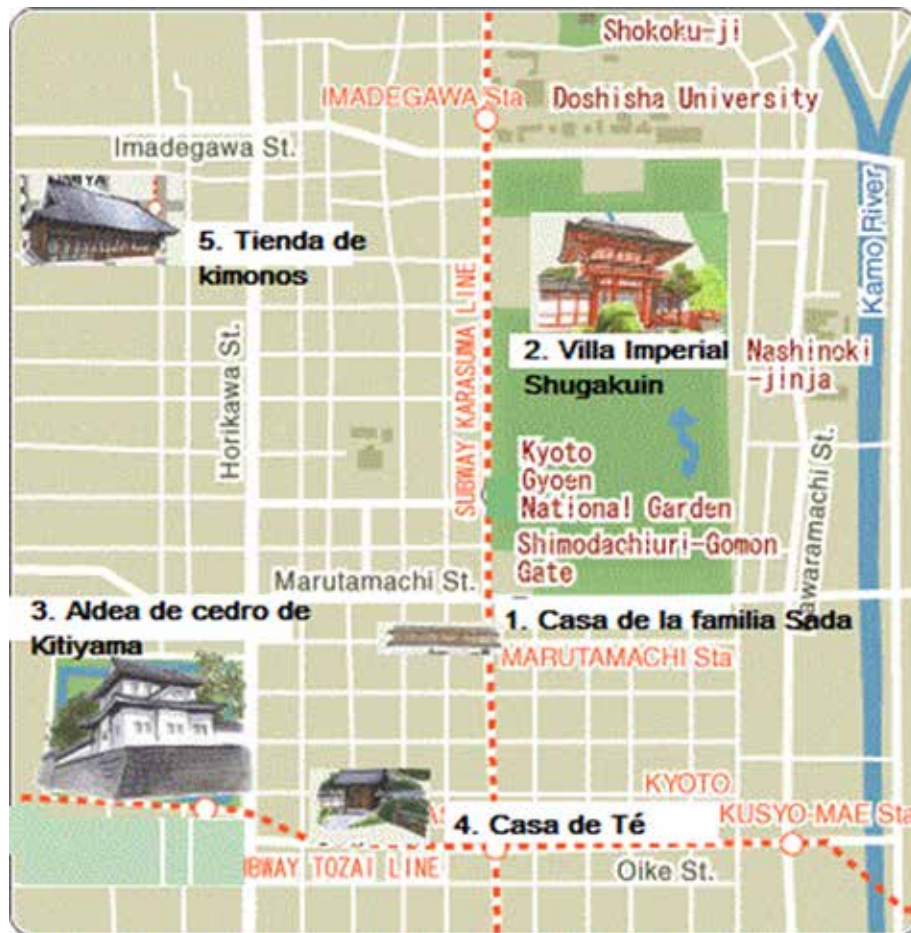 Shokoku-ji
IMADEGAWA Sta
Doshisha University
Imadegawa St.
Kamo River
5. Tienda de
kimonos
SUBWAY KARASUMA LINE
Horikawa St.
2. Villa Imperial
Shugakuin
Nashinoki
-jinja
Kyoto
Gyoen
National Garden
Shimodachiuri-Gomon
Gate
Marutamachi St.
3. Aldea de cedro de
Kitiyama
1. Casa de la familia Sada
MARUTAMACHI Sta
KYOTO
4. Casa de Té
KUSYO-MAE Sta
TOZAI LINE
Oike St.